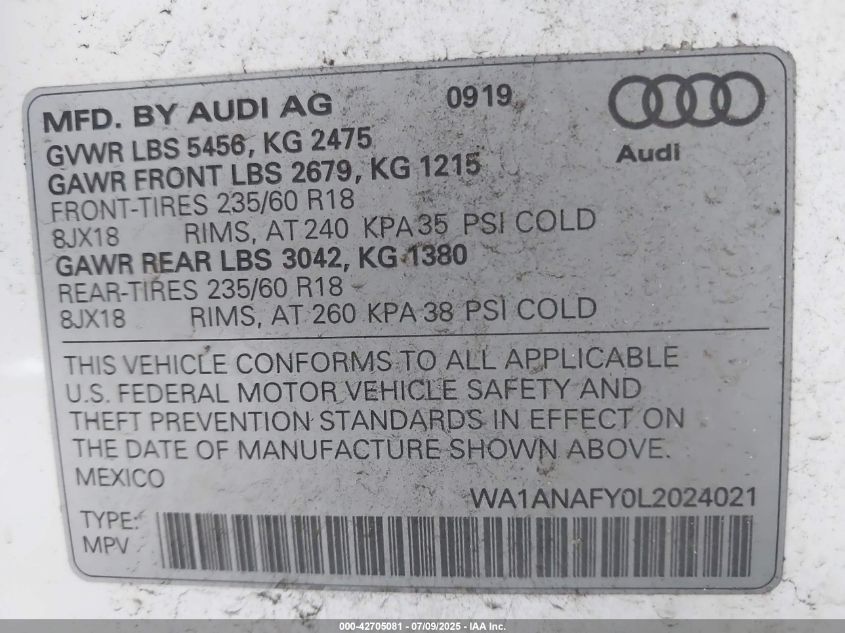 MFD. BY AUDI AG 0919
GVWR LBS 5456, KG 2475
Audi
GAWR FRONT LBS 2679, KG 1215
FRONT-TIRES 235/60 R18
8JX18 RIMS, AT 240 KPA 35 PSI COLD
GAWR REAR LBS 3042, KG 1380
REAR-TIRES 235/60 R18
8JX18 RIMS, AT 260 KPA 38 PSI COLD
THIS VEHICLE CONFORMS TO ALL APPLICABLE
U.S. FEDERAL MOTOR VEHICLE SAFETY AND
THEFT PREVENTION STANDARDS IN EFFECT ON
THE DATE OF MANUFACTURE SHOWN ABOVE.
MEXICO
WA1ANAFY0L2024021
TYPE:
MPV
000-42705081 - 07/09/2025 - IAA Inc.